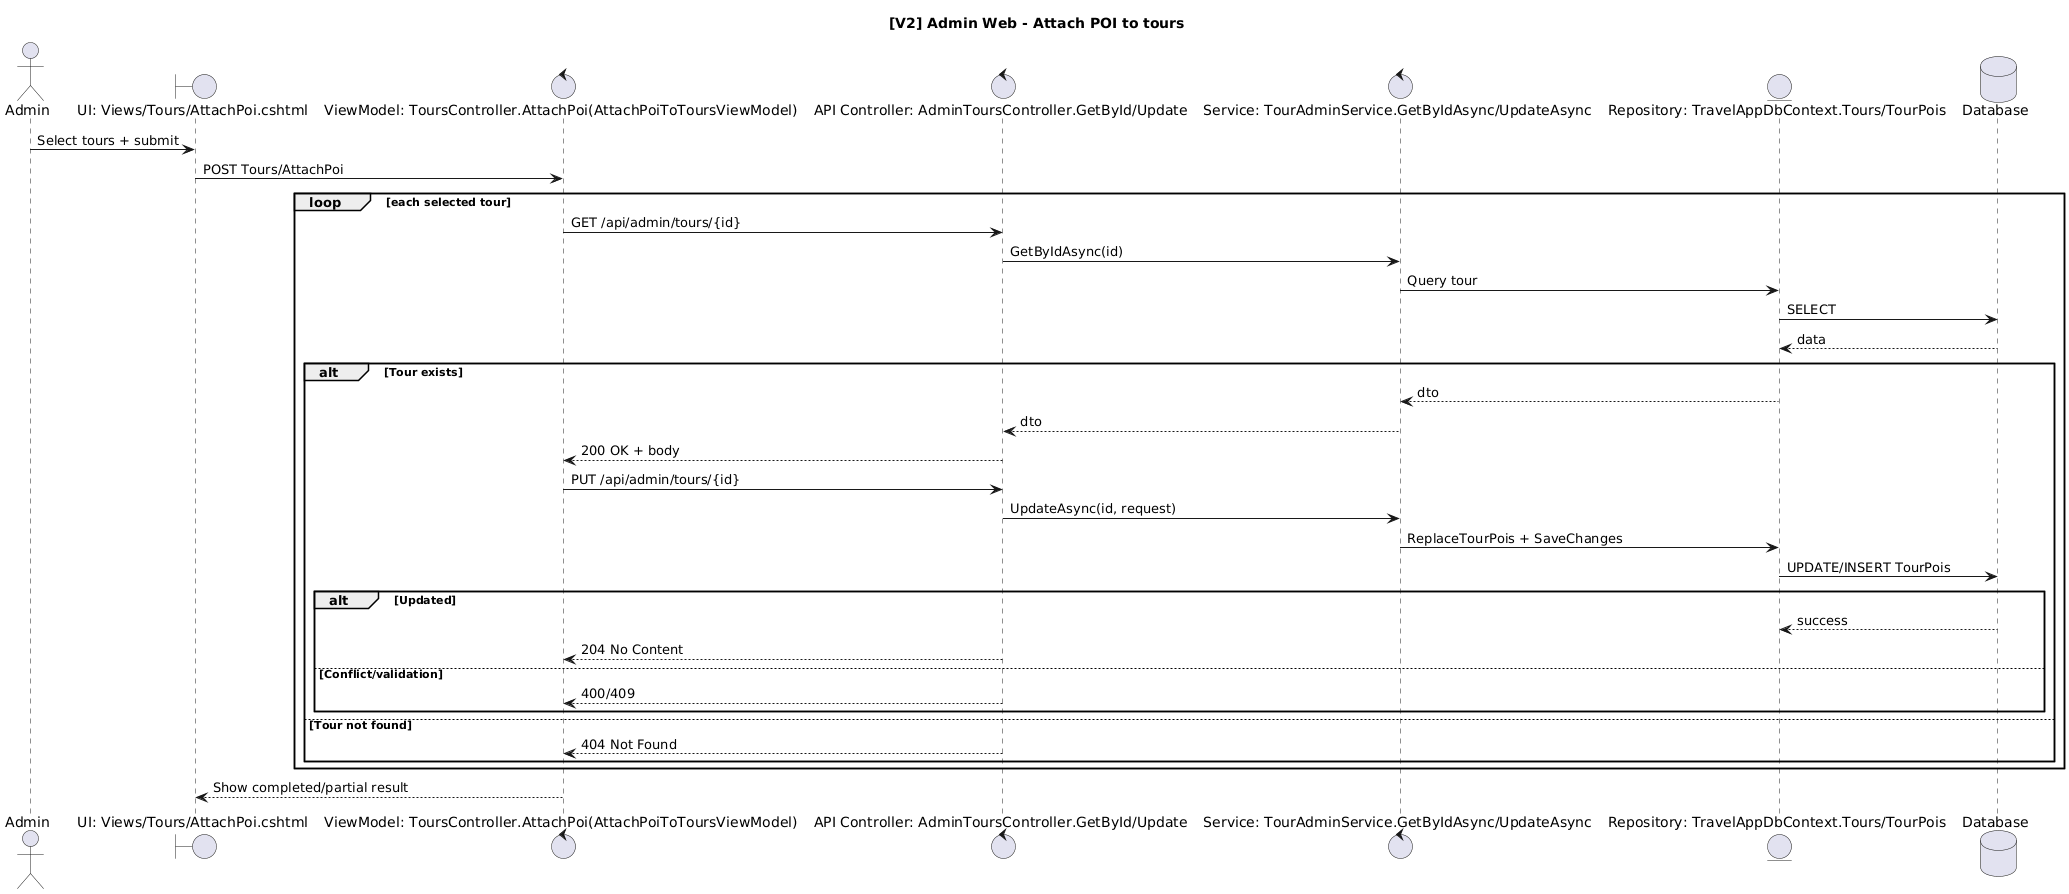 [V2] Admin Web - Attach POI to tours
Admin
UI: Views/Tours/AttachPoi.cshtml
ViewModel: ToursController.AttachPoi(AttachPoiToToursViewModel)
API Controller: AdminToursController.GetById/Update
Service: TourAdminService.GetByIdAsync/UpdateAsync
Repository: TravelAppDbContext.Tours/TourPois
Database
Select tours + submit
POST Tours/AttachPoi
loop [each selected tour]
GET /api/admin/tours/{id}
GetByIdAsync(id)
Query tour
SELECT
data
alt [Tour exists]
dto
dto
200 OK + body
PUT /api/admin/tours/{id}
UpdateAsync(id, request)
ReplaceTourPois + SaveChanges
UPDATE/INSERT TourPois
alt [Updated]
success
204 No Content
[Conflict/validation]
400/409
[Tour not found]
404 Not Found
Show completed/partial result
Admin
UI: Views/Tours/AttachPoi.cshtml
ViewModel: ToursController.AttachPoi(AttachPoiToToursViewModel)
API Controller: AdminToursController.GetById/Update
Service: TourAdminService.GetByIdAsync/UpdateAsync
Repository: TravelAppDbContext.Tours/TourPois
Database